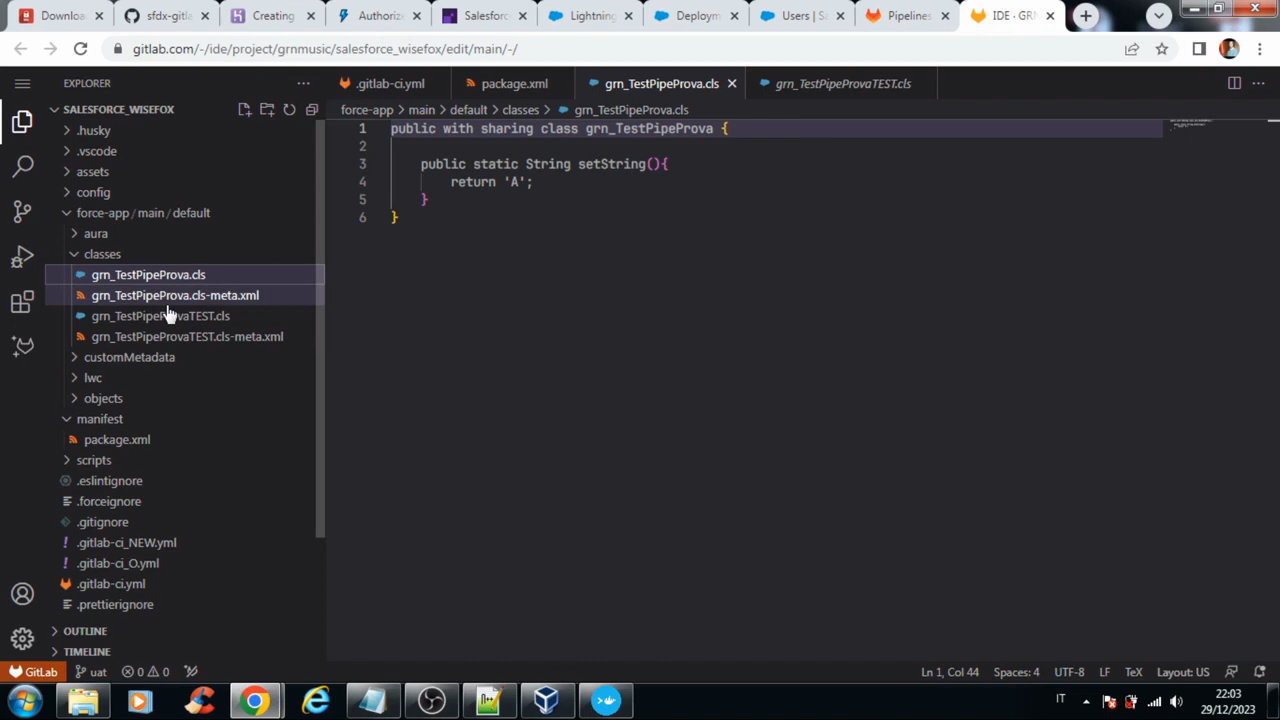 Downloa
sfdx-gitla
Creating
Authoriz
Salesforc
Lightnin
Deploym
Users | Sa
Pipelines
IDE · GR
gitlab.com/-/ide/project/grnmusic/salesforce_wisefox/edit/main/-/
EXPLORER
SALESFORCE_WISEFOX
.husky
.vscode
assets
config
force-app / main / default
aura
classes
grn_TestPipeProva.cls
grn_TestPipeProva.cls-meta.xml
grn_TestPipeProvaTEST.cls
grn_TestPipeProvaTEST.cls-meta.xml
customMetadata
lwc
objects
manifest
package.xml
scripts
.eslintignore
.forceignore
.gitignore
.gitlab-ci_NEW.yml
.gitlab-ci_O.yml
.gitlab-ci.yml
.prettierignore
OUTLINE
TIMELINE
.gitlab-ci.yml
package.xml
grn_TestPipeProva.cls
grn_TestPipeProvaTEST.cls
force-app > main > default > classes > grn_TestPipeProva.cls
1 public with sharing class grn_TestPipeProva {
2
3 public static String setString(){
4 return 'A';
5 }
6 }
GitLab uat 0 0
Ln 1, Col 44 Spaces: 4 UTF-8 LF TeX Layout: US
IT
22:03
29/12/2023